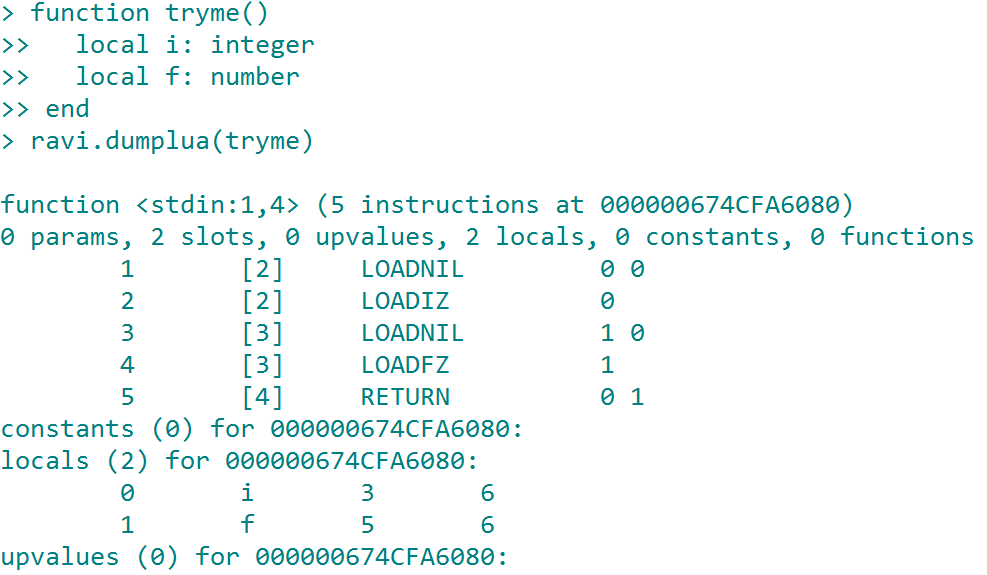 > function tryme()
>>   local i: integer
>>   local f: number
>> end
> ravi.dumplua(tryme)

function <stdin:1,4> (5 instructions at 000000674CFA6080)
0 params, 2 slots, 0 upvalues, 2 locals, 0 constants, 0 functions
        1       [2]     LOADNIL         0 0
        2       [2]     LOADIZ          0
        3       [3]     LOADNIL         1 0
        4       [3]     LOADFZ          1
        5       [4]     RETURN          0 1
constants (0) for 000000674CFA6080:
locals (2) for 000000674CFA6080:
        0       i       3       6
        1       f       5       6
upvalues (0) for 000000674CFA6080: